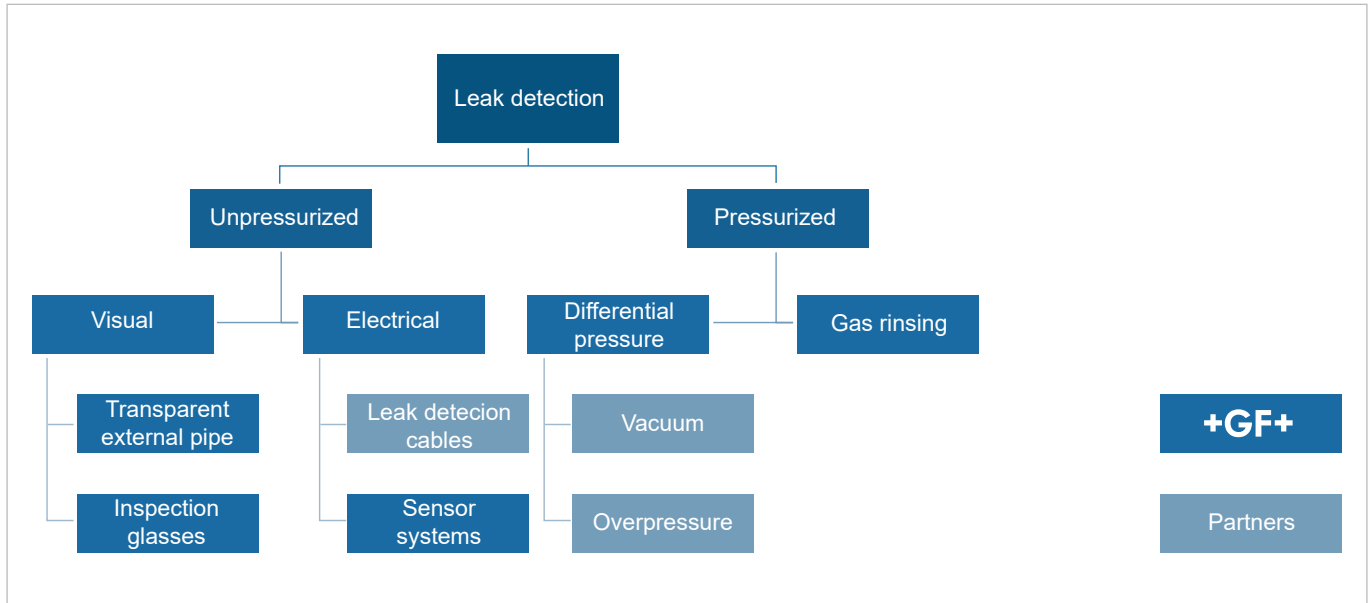 Leak detection
Unpressurized
Pressurized
Visual
Electrical
Differential
pressure
Gas rinsing
Transparent
external pipe
Leak detecion
cables
Vacuum
+GF+
Inspection
glasses
Sensor
systems
Overpressure
Partners